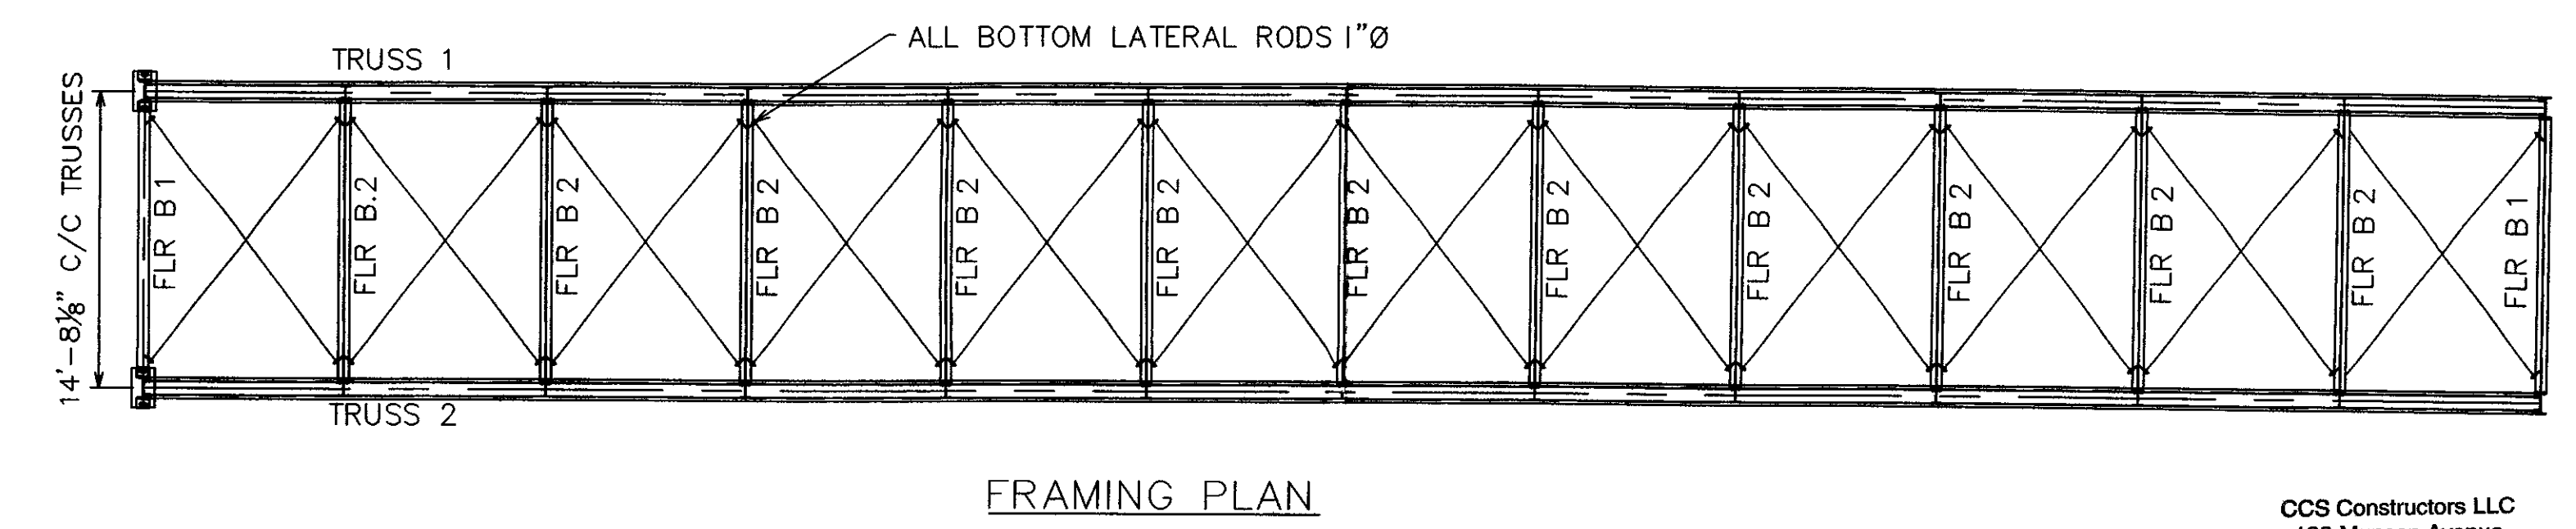 ALL BOTTOM LATERAL RODS 1"Ø
TRUSS 1
14'-8⅛" C/C TRUSSES
FLR B1
FLR B.2
FLR B2
FLR B2
FLR B2
FLR B2
FLR B2
FLR B2
FLR B2
FLR B2
FLR B2
FLR B2
FLR B1
TRUSS 2
FRAMING PLAN
CCS Constructors LLC